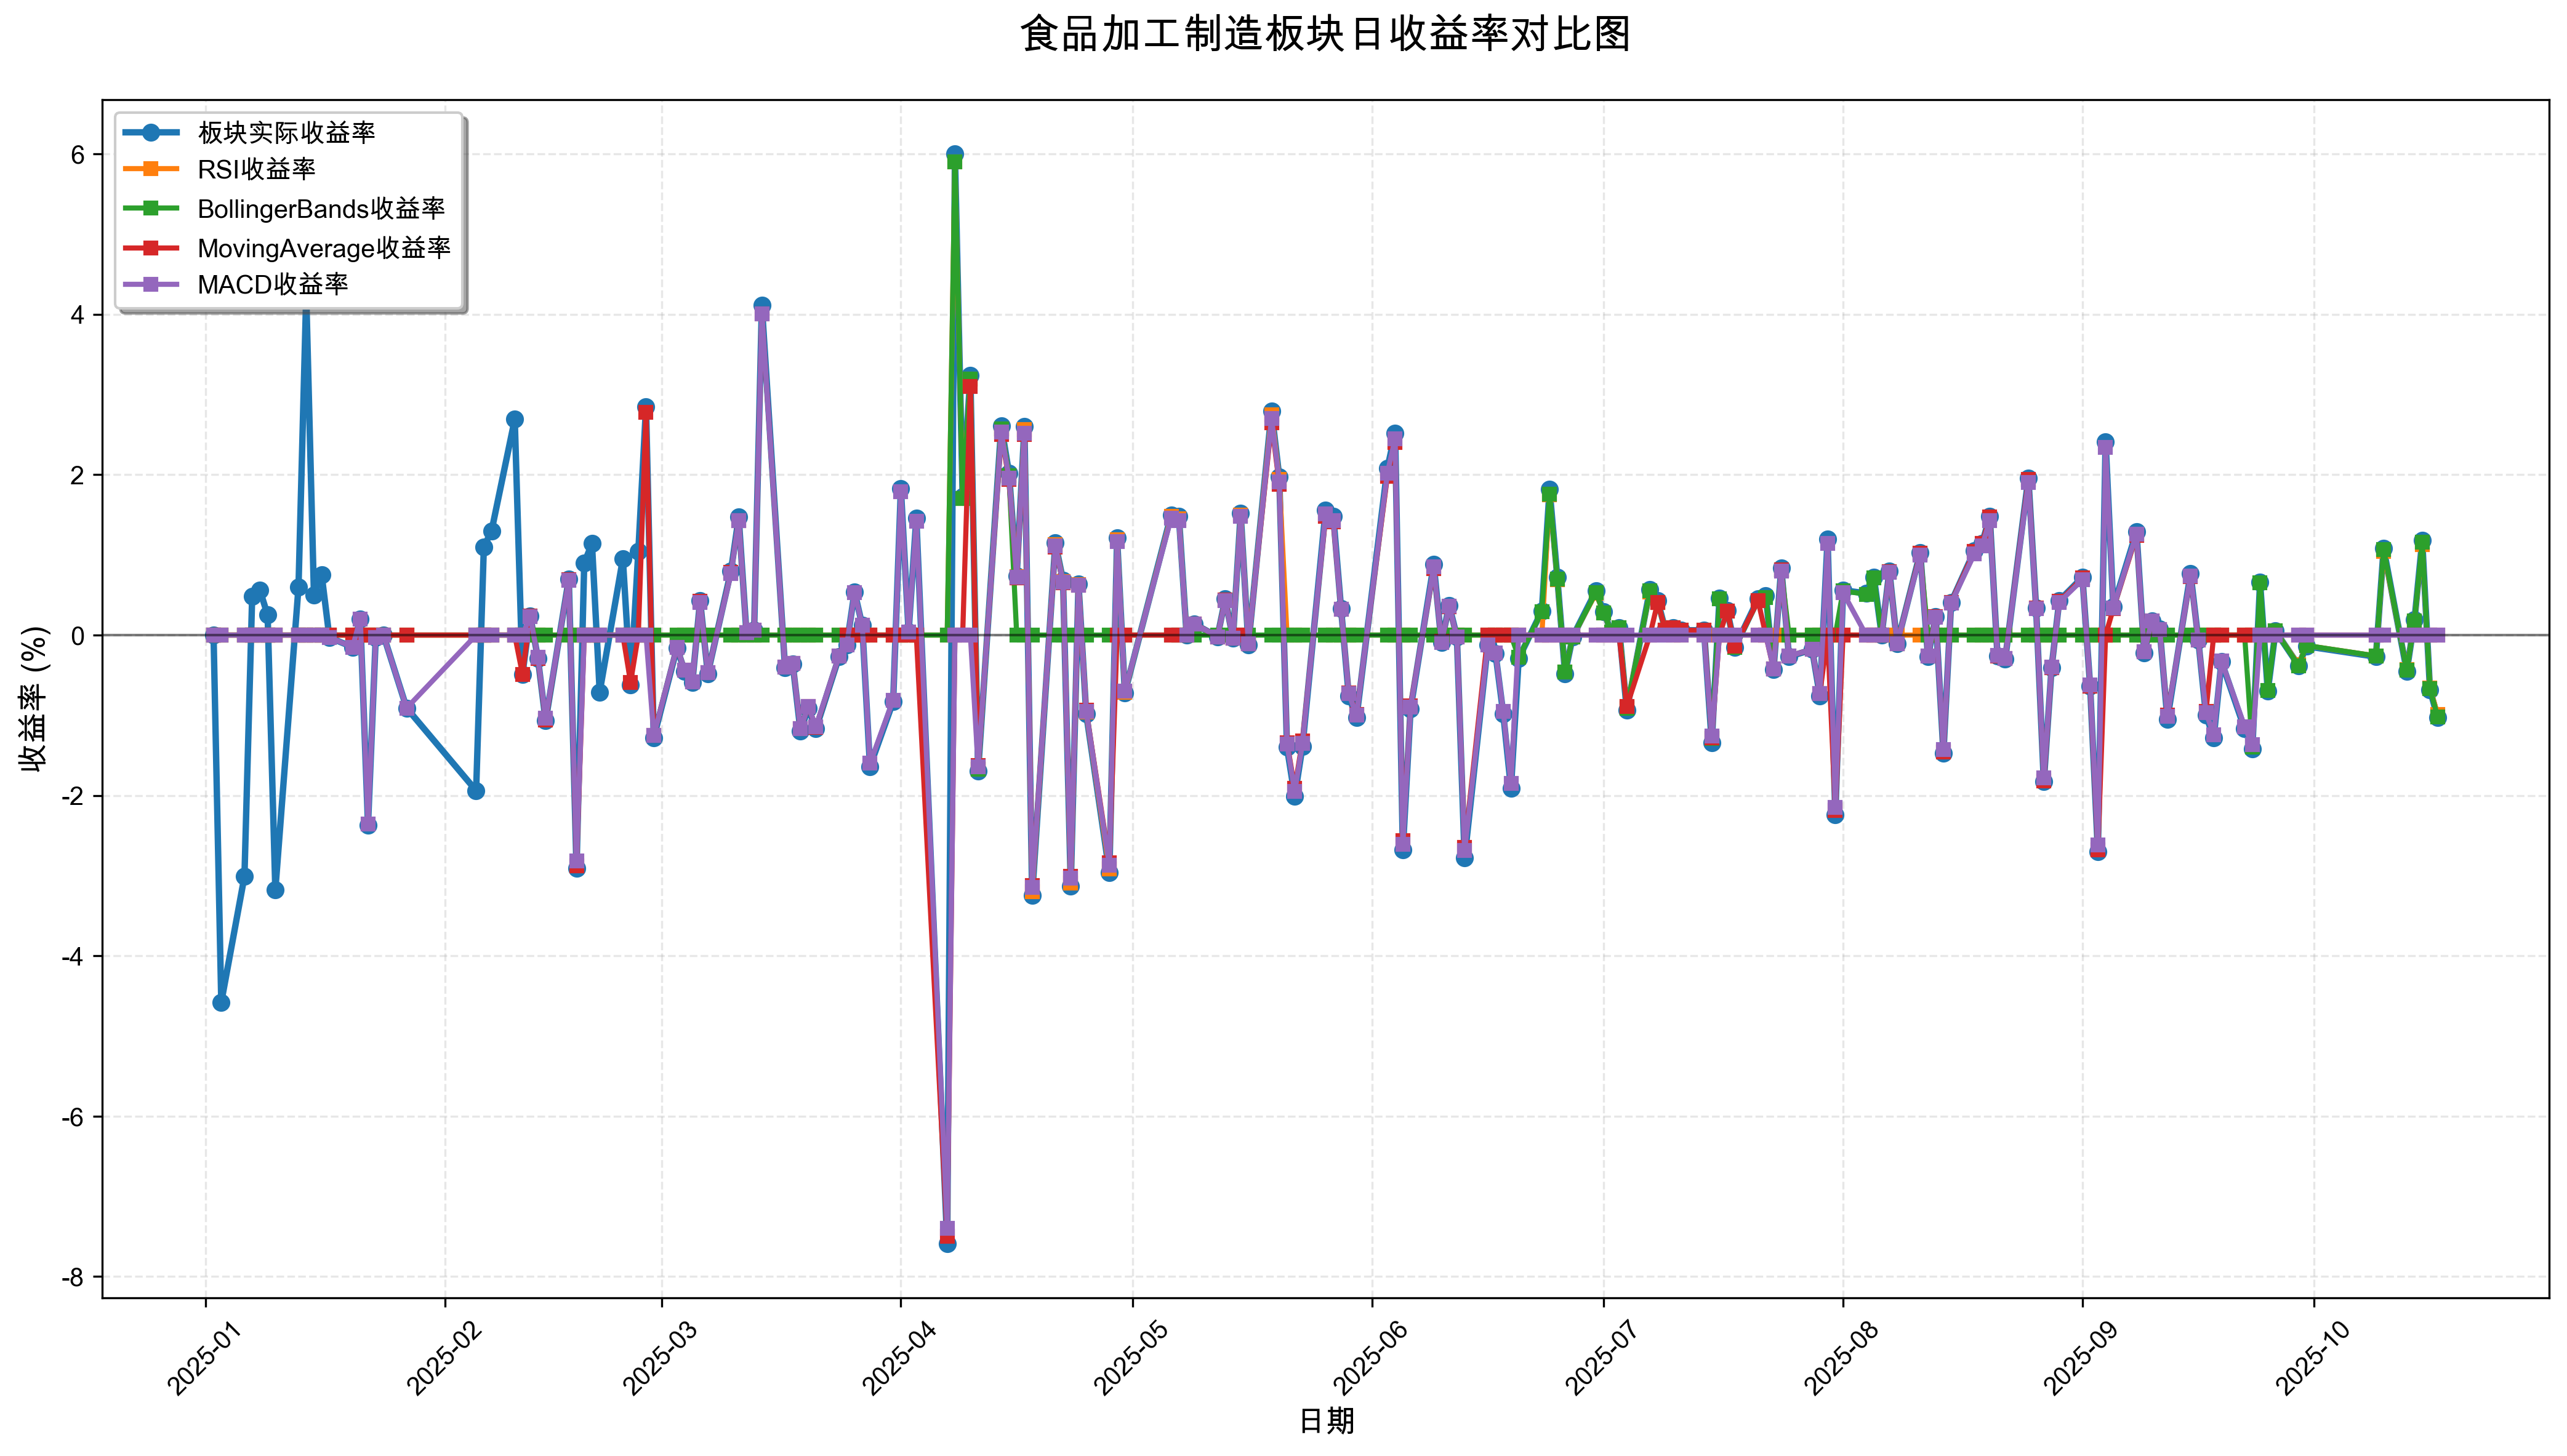 食品加工制造板块日收益率对比图
板块实际收益率
RSI收益率
BollingerBands收益率
MovingAverage收益率
MACD收益率
收益率 (%)
6
4
2
0
-2
-4
-6
-8
2025-01
2025-02
2025-03
2025-04
2025-05
2025-06
2025-07
2025-08
2025-09
2025-10
日期